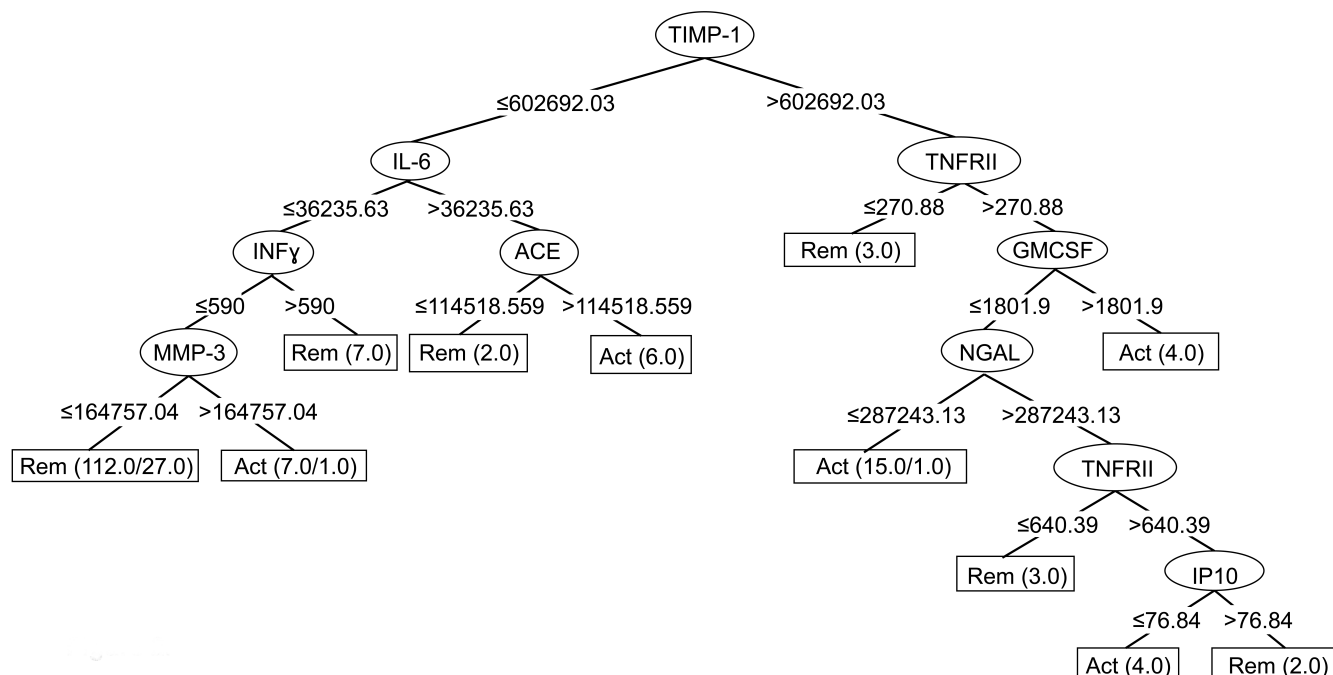 TIMP-1
≤602692.03 >602692.03
IL-6 TNFRII
≤36235.63 >36235.63 ≤270.88 >270.88
INFɣ ACE Rem (3.0) GMCSF
≤590 >590 ≤114518.559 >114518.559 ≤1801.9 >1801.9
MMP-3 Rem (7.0) Rem (2.0) Act (6.0) NGAL Act (4.0)
≤164757.04 >164757.04 ≤287243.13 >287243.13
Rem (112.0/27.0) Act (7.0/1.0) Act (15.0/1.0) TNFRII
≤640.39 >640.39
Rem (3.0) IP10
≤76.84 >76.84
Act (4.0) Rem (2.0)